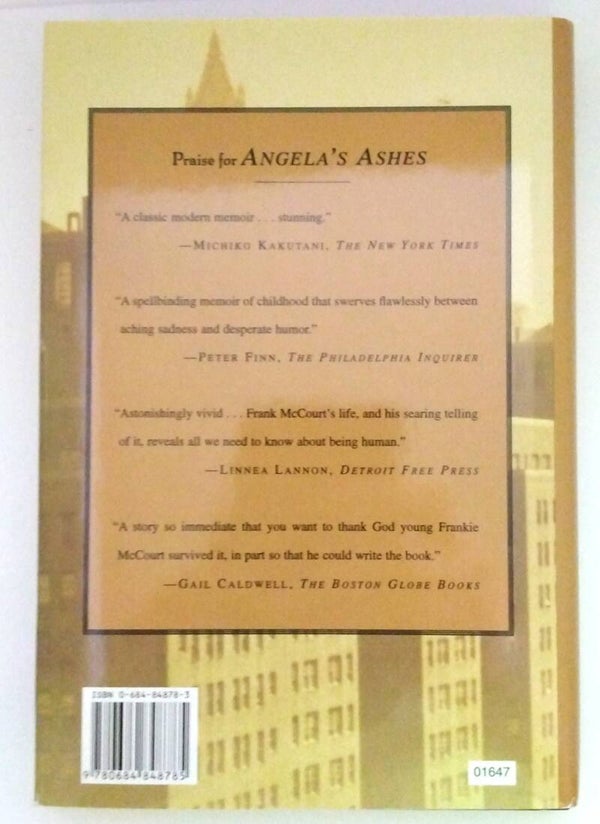 Praise for ANGELA'S ASHES
"A classic modern memoir . . . stunning."
—MICHIKO KAKUTANI, THE NEW YORK TIMES
"A spellbinding memoir of childhood that swerves flawlessly between
aching sadness and desperate humor."
—PETER FINN, THE PHILADELPHIA INQUIRER
"Astonishingly vivid . . . Frank McCourt's life, and his searing telling
of it, reveals all we need to know about being human."
—LINNEA LANNON, DETROIT FREE PRESS
"A story so immediate that you want to thank God young Frankie
McCourt survived it, in part so that he could write the book."
—GAIL CALDWELL, THE BOSTON GLOBE BOOKS
ISBN 0-684-84878-3
9 780684 848785
01647